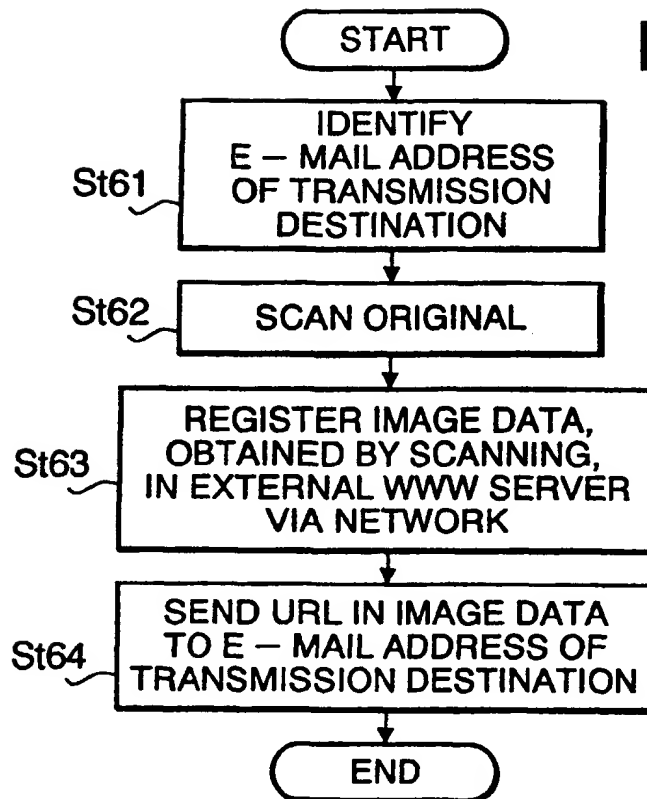 START
IDENTIFY
E – MAIL ADDRESS
OF TRANSMISSION
DESTINATION
St61
SCAN ORIGINAL
St62
REGISTER IMAGE DATA,
OBTAINED BY SCANNING,
IN EXTERNAL WWW SERVER
VIA NETWORK
St63
SEND URL IN IMAGE DATA
TO E – MAIL ADDRESS OF
TRANSMISSION DESTINATION
St64
END